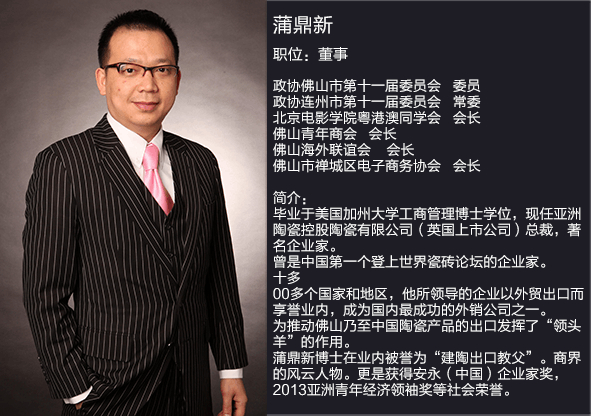 蒲鼎新
职位：董事
政协佛山市第十一届委员会 委员
政协连州市第十一届委员会 常委
北京电影学院粤港澳同学会 会长
佛山青年商会 会长
佛山海外联谊会 会长
佛山市禅城区电子商务协会 会长
简介：
毕业于美国加州大学工商管理博士学位，现任亚洲
陶瓷控股陶瓷有限公司（英国上市公司）总裁，著
名企业家。
曾是中国第一个登上世界瓷砖论坛的企业家。
十多
00多个国家和地区，他所领导的企业以外贸出口而
享誉业内，成为国内最成功的外销公司之一。
为推动佛山乃至中国陶瓷产品的出口发挥了“领头
羊”的作用。
蒲鼎新博士在业内被誉为“建陶出口教父”。商界
的风云人物。更是获得安永（中国）企业家奖，
2013亚洲青年经济领袖奖等社会荣誉。